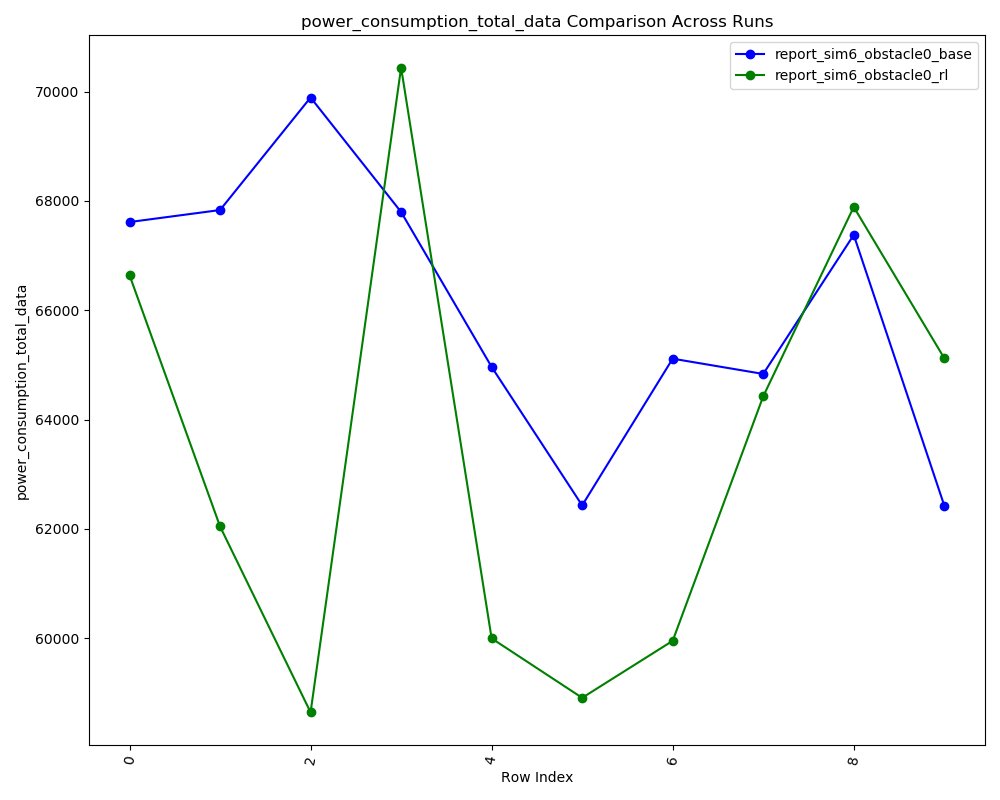 power_consumption_total_data Comparison Across Runs
report_sim6_obstacle0_base
report_sim6_obstacle0_rl
power_consumption_total_data
70000
68000
66000
64000
62000
60000
0
2
4
6
8
Row Index